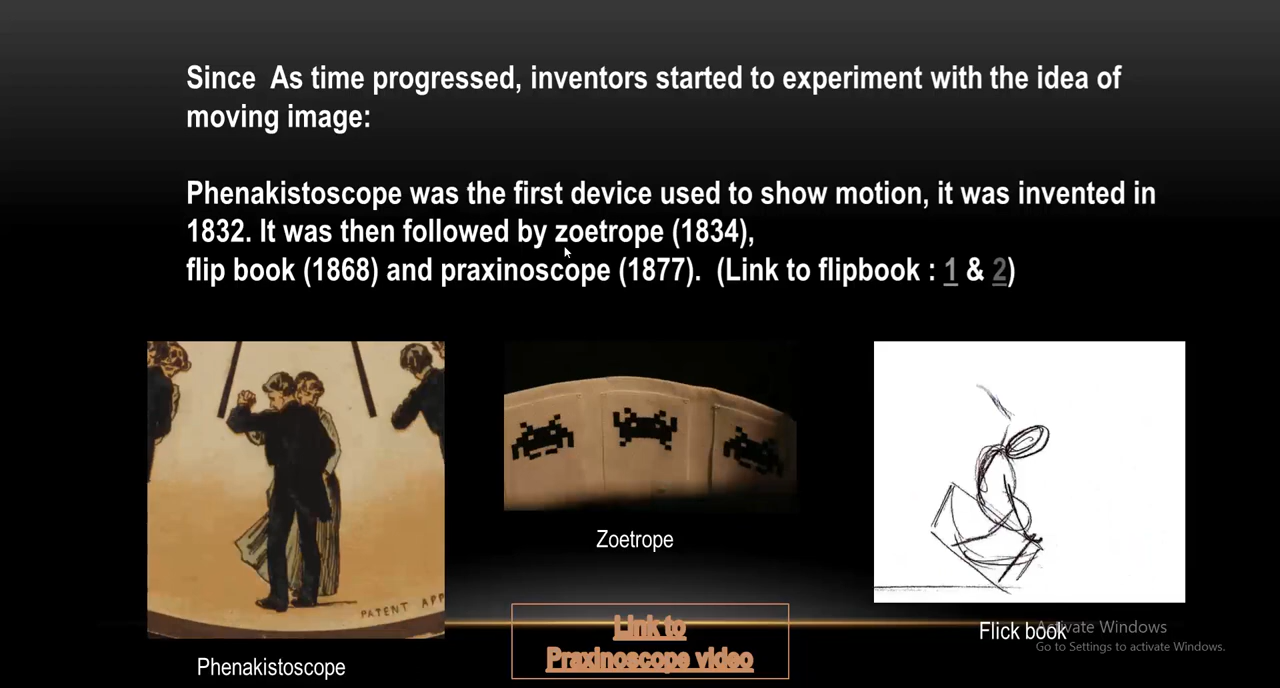 Since  As time progressed, inventors started to experiment with the idea of
moving image:
Phenakistoscope was the first device used to show motion, it was invented in
1832. It was then followed by zoetrope (1834),
flip book (1868) and praxinoscope (1877).  (Link to flipbook : 1 & 2)
PATENT APP
Zoetrope
Link to
Praxinoscope video
Flick book
Activate Windows
Go to Settings to activate Windows.
Phenakistoscope